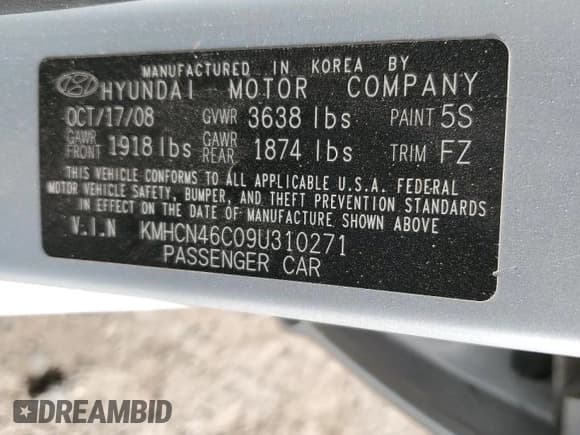 MANUFACTURED IN KOREA BY
HYUNDAI MOTOR COMPANY
OCT/17/08 GVWR 3638 lbs PAINT 5S
GAWR FRONT 1918 lbs GAWR REAR 1874 lbs TRIM FZ
THIS VEHICLE CONFORMS TO ALL APPLICABLE U.S.A. FEDERAL
MOTOR VEHICLE SAFETY, BUMPER, AND THEFT PREVENTION STANDARDS
IN EFFECT ON THE DATE OF MANUFACTURE SHOWN ABOVE
V.I.N KMHCN46C09U310271
PASSENGER CAR
DREAMBID